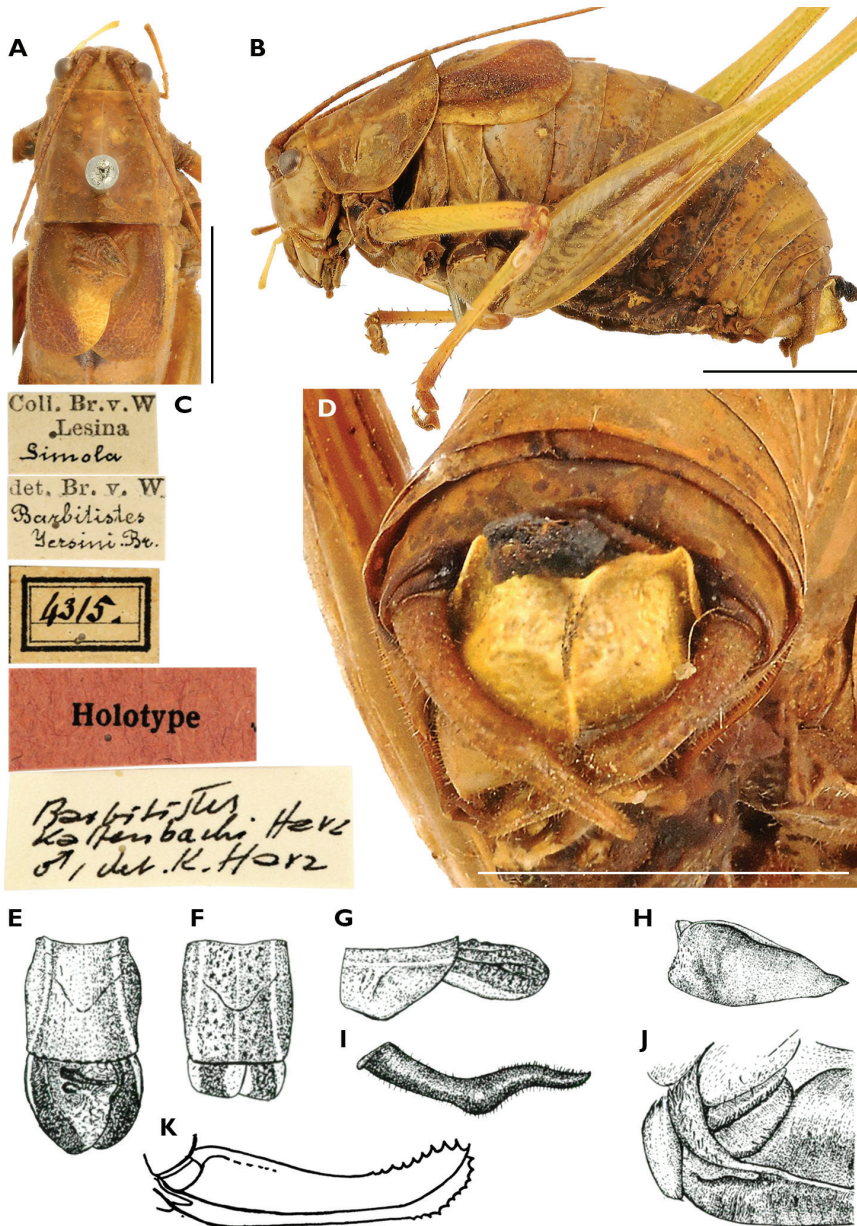 A
B
Coll. Br. v. W
Lesina
Simola
C
det. Br. v. W
Barbitistes
Yersini. Br.
4315.
Holotype
Barbitistes
Kaltenbachi Harz
♂, det. K. Harz
D
E
F
G
H
I
J
K